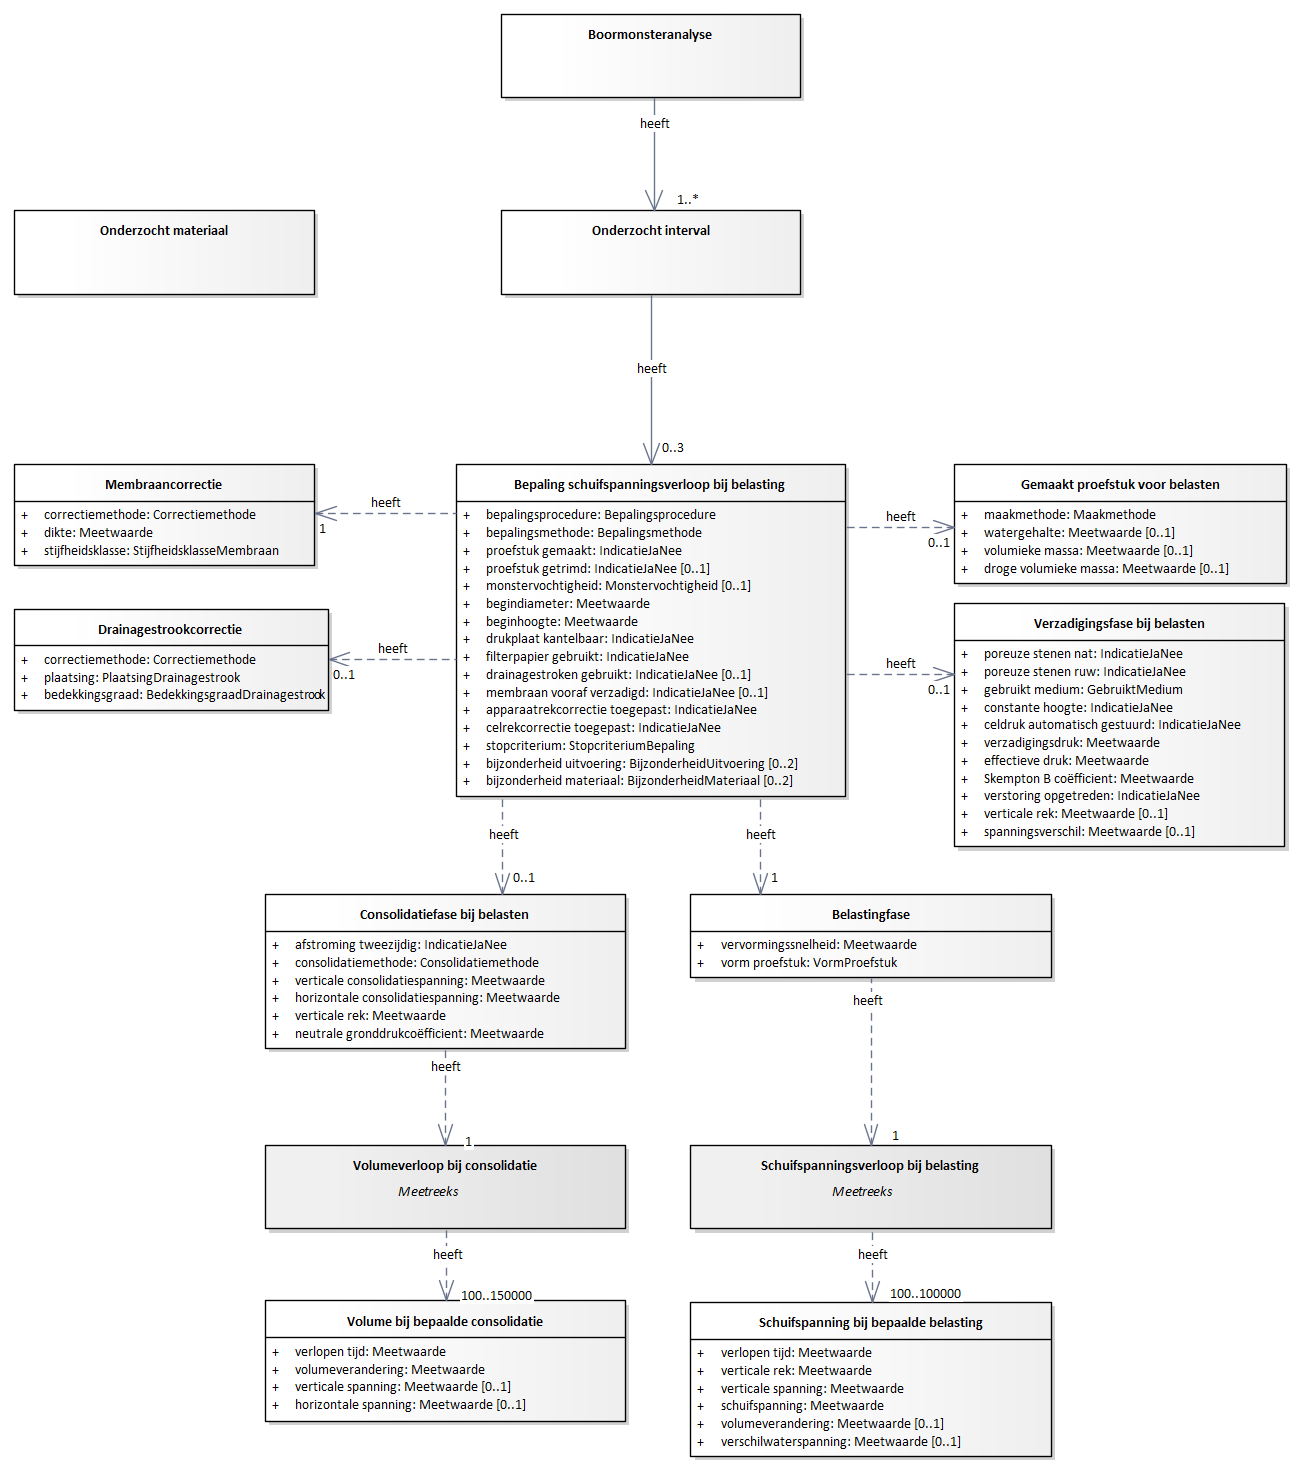 Boormonsteranalyse
heeft
1..*
Onderzocht materiaal
Onderzocht interval
heeft
0..3
Membraancorrectie
+ correctiemethode: Correctiemethode
+ dikte: Meetwaarde
+ stijfheidsklasse: StijfheidsklasseMembraan
heeft
1
Drainagestrookcorrectie
+ correctiemethode: Correctiemethode
+ plaatsing: PlaatsingDrainagestrook
+ bedekkingsgraad: BedekkingsgraadDrainagestrook
heeft
0..1
Bepaling schuifspanningsverloop bij belasting
+ bepalingsprocedure: Bepalingsprocedure
+ bepalingsmethode: Bepalingsmethode
+ proefstuk gemaakt: IndicatieJaNee
+ proefstuk getrimd: IndicatieJaNee [0..1]
+ monstervochtigheid: Monstervochtigheid [0..1]
+ begindiameter: Meetwaarde
+ beginhoogte: Meetwaarde
+ drukplaat kantelbaar: IndicatieJaNee
+ filterpapier gebruikt: IndicatieJaNee
+ drainagestroken gebruikt: IndicatieJaNee [0..1]
+ membraan vooraf verzadigd: IndicatieJaNee [0..1]
+ apparaatrekcorrectie toegepast: IndicatieJaNee
+ celrekcorrectie toegepast: IndicatieJaNee
+ stopcriterium: StopcriteriumBepaling
+ bijzonderheid uitvoering: BijzonderheidUitvoering [0..2]
+ bijzonderheid materiaal: BijzonderheidMateriaal [0..2]
heeft
0..1
Gemaakt proefstuk voor belasten
+ maakmethode: Maakmethode
+ watergehalte: Meetwaarde [0..1]
+ volumieke massa: Meetwaarde [0..1]
+ droge volumieke massa: Meetwaarde [0..1]
heeft
0..1
Verzadigingsfase bij belasten
+ poreuze stenen nat: IndicatieJaNee
+ poreuze stenen ruw: IndicatieJaNee
+ gebruikt medium: GebruiktMedium
+ constante hoogte: IndicatieJaNee
+ celdruk automatisch gestuurd: IndicatieJaNee
+ verzadigingsdruk: Meetwaarde
+ effectieve druk: Meetwaarde
+ Skempton B coëfficient: Meetwaarde
+ verstoring opgetreden: IndicatieJaNee
+ verticale rek: Meetwaarde [0..1]
+ spanningsverschil: Meetwaarde [0..1]
heeft
0..1
Consolidatiefase bij belasten
+ afstroming tweezijdig: IndicatieJaNee
+ consolidatiemethode: Consolidatiemethode
+ verticale consolidatiespanning: Meetwaarde
+ horizontale consolidatiespanning: Meetwaarde
+ verticale rek: Meetwaarde
+ neutrale gronddrukcoëfficient: Meetwaarde
heeft
1
Belastingfase
+ vervormingssnelheid: Meetwaarde
+ vorm proefstuk: VormProefstuk
heeft
1
Volumeverloop bij consolidatie
Meetreeks
heeft
1
Schuifspanningsverloop bij belasting
Meetreeks
heeft
100..150000
Volume bij bepaalde consolidatie
+ verlopen tijd: Meetwaarde
+ volumeverandering: Meetwaarde
+ verticale spanning: Meetwaarde [0..1]
+ horizontale spanning: Meetwaarde [0..1]
heeft
100..100000
Schuifspanning bij bepaalde belasting
+ verlopen tijd: Meetwaarde
+ verticale rek: Meetwaarde
+ verticale spanning: Meetwaarde
+ schuifspanning: Meetwaarde
+ volumeverandering: Meetwaarde [0..1]
+ verschilwaterspanning: Meetwaarde [0..1]